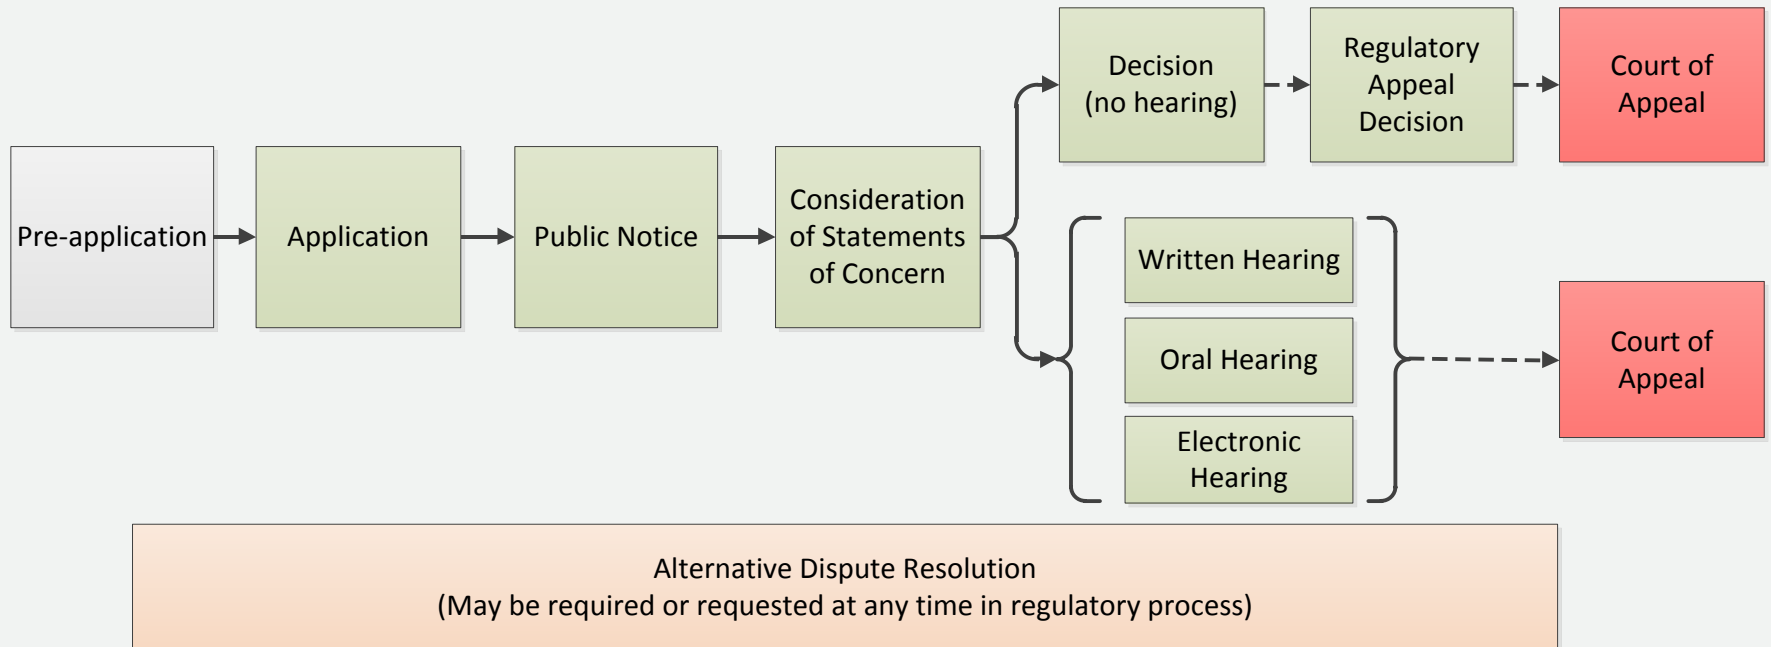 Pre-application
Application
Public Notice
Consideration
of Statements
of Concern
Decision
(no hearing)
Regulatory
Appeal
Decision
Court of
Appeal
Written Hearing
Oral Hearing
Electronic
Hearing
Court of
Appeal
Alternative Dispute Resolution
(May be required or requested at any time in regulatory process)